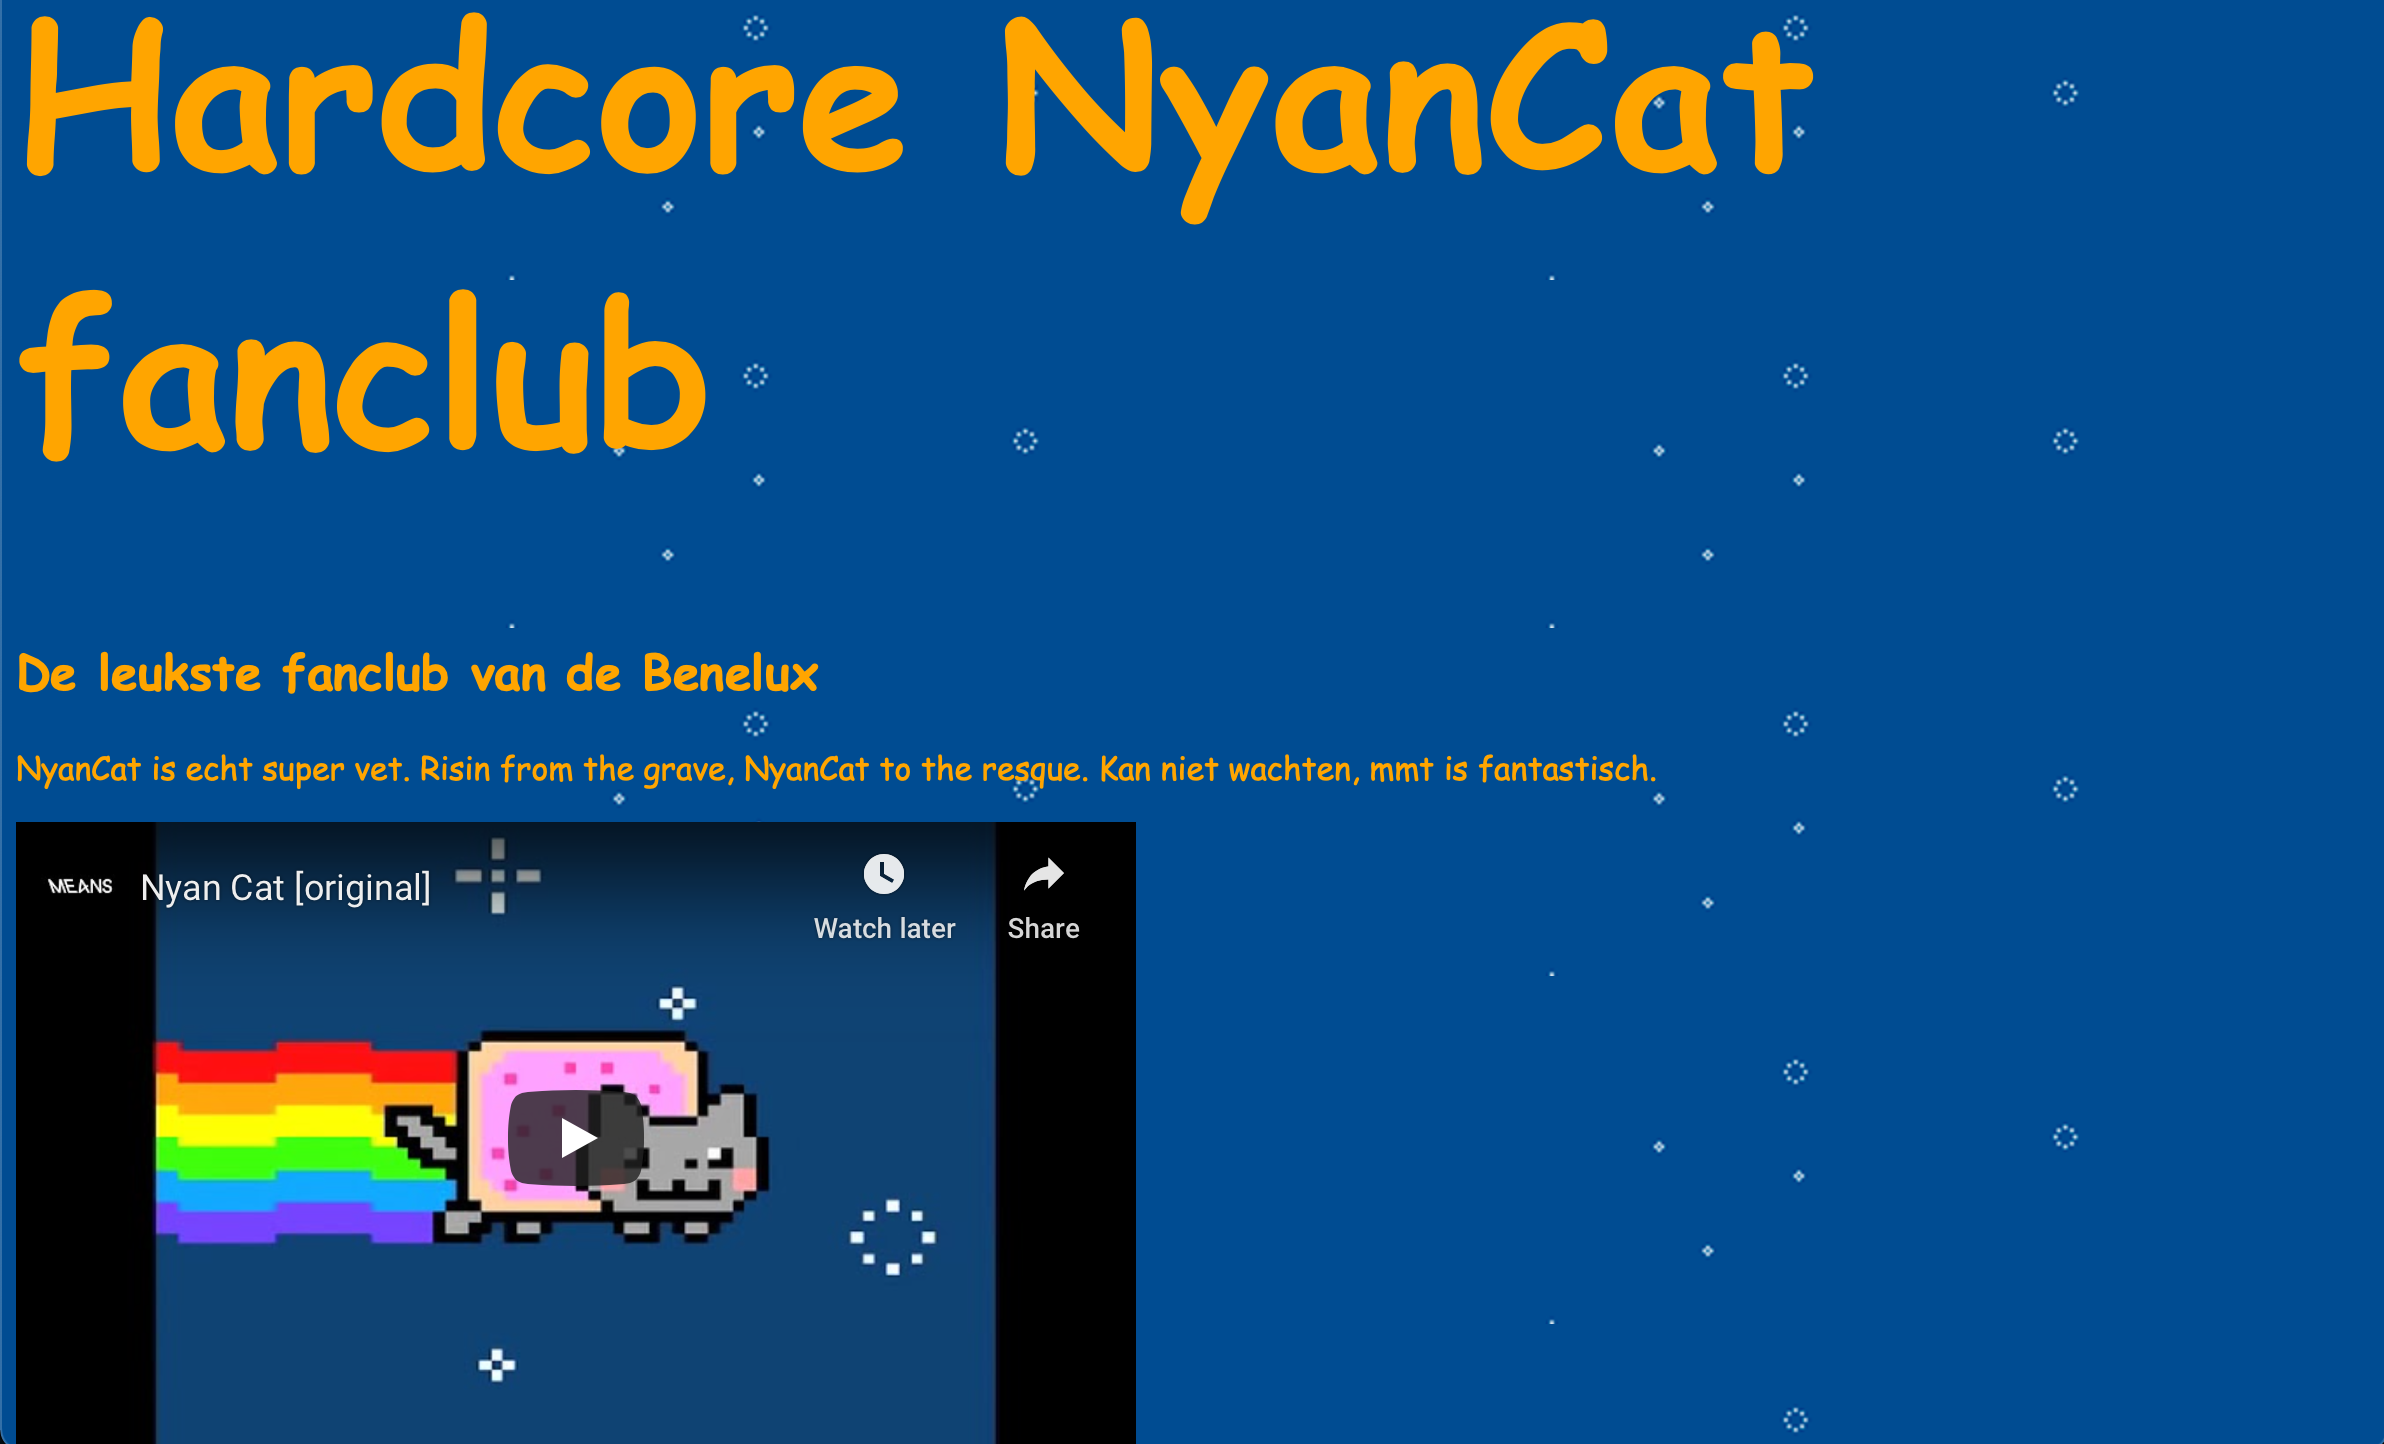 Hardcore NyanCat
fanclub
De leukste fanclub van de Benelux
NyanCat is echt super vet. Risin from the grave, NyanCat to the resque. Kan niet wachten, mmt is fantastisch.
MEANS
Nyan Cat [original]
Watch later
Share